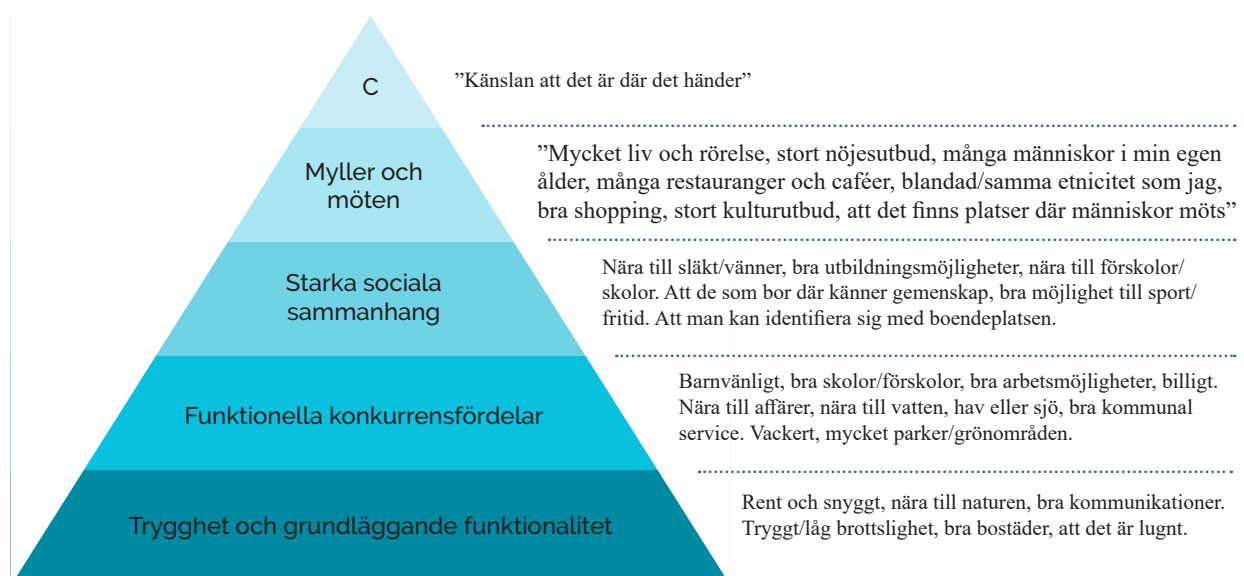 C
”Känslan att det är där det händer”
Myller och
möten
”Mycket liv och rörelse, stort nöjesutbud, många människor i min egen
ålder, många restauranger och caféer, blandad/samma etnicitet som jag,
bra shopping, stort kulturutbud, att det finns platser där människor möts”
Starka sociala
sammanhang
Nära till släkt/vänner, bra utbildningsmöjligheter, nära till förskolor/
skolor. Att de som bor där känner gemenskap, bra möjlighet till sport/
fritid. Att man kan identifiera sig med boendeplatsen.
Funktionella konkurrensfördelar
Barnvänligt, bra skolor/förskolor, bra arbetsmöjligheter, billigt.
Nära till affärer, nära till vatten, hav eller sjö, bra kommunal
service. Vackert, mycket parker/grönområden.
Trygghet och grundläggande funktionalitet
Rent och snyggt, nära till naturen, bra kommunikationer.
Tryggt/låg brottslighet, bra bostäder, att det är lugnt.